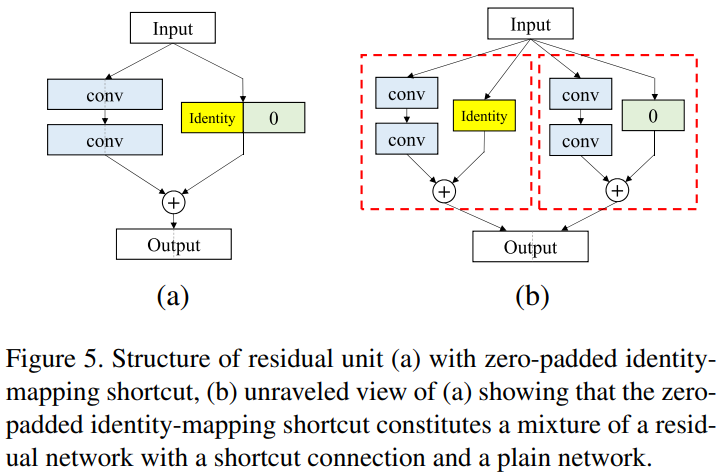 Input
conv
conv
Identity 0
+
Output
(a)
Input
conv
conv
Identity
+
conv
conv
0
+
Output
(b)
Figure 5. Structure of residual unit (a) with zero-padded identity-
mapping shortcut, (b) unraveled view of (a) showing that the zero-
padded identity-mapping shortcut constitutes a mixture of a resid-
ual network with a shortcut connection and a plain network.